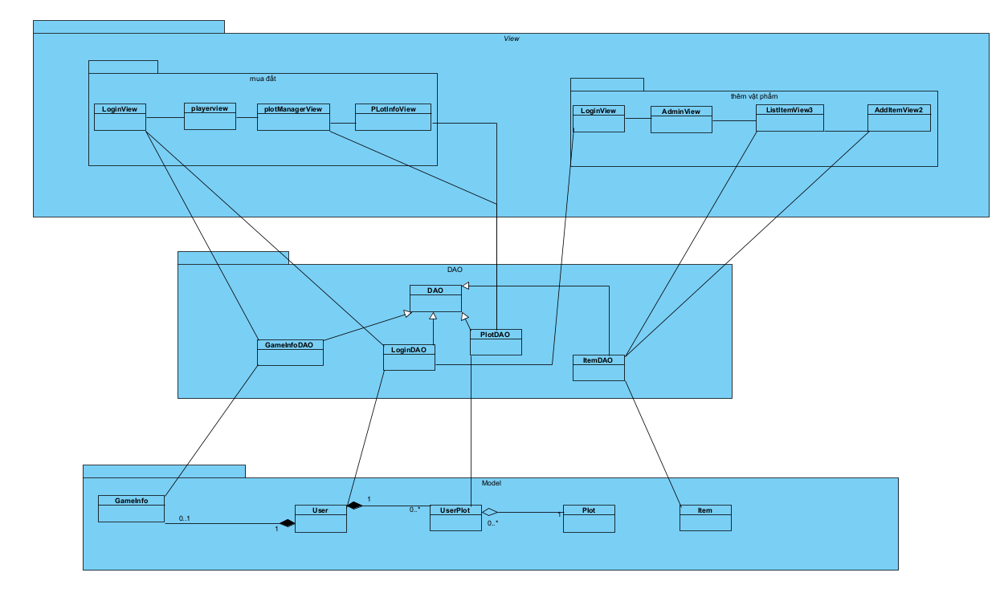 View
mua đất
LoginView
playerview
plotManagerView
PLotInfoView
thêm vật phẩm
LoginView
AdminView
ListItemView3
AddItemView2
DAO
DAO
GameInfoDAO
LoginDAO
PlotDAO
ItemDAO
Model
GameInfo
0..1
1
User
1
0..*
UserPlot
0..*
1
Plot
Item